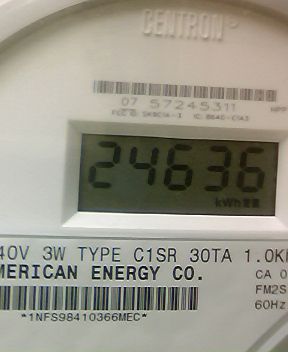 CENTRON
07 57245311
24636
kWh
40V 3W TYPE C1SR 30TA 1.0K
MERICAN ENERGY CO.
CA 0
FM2S
60Hz
*1NFS98410366MEC*